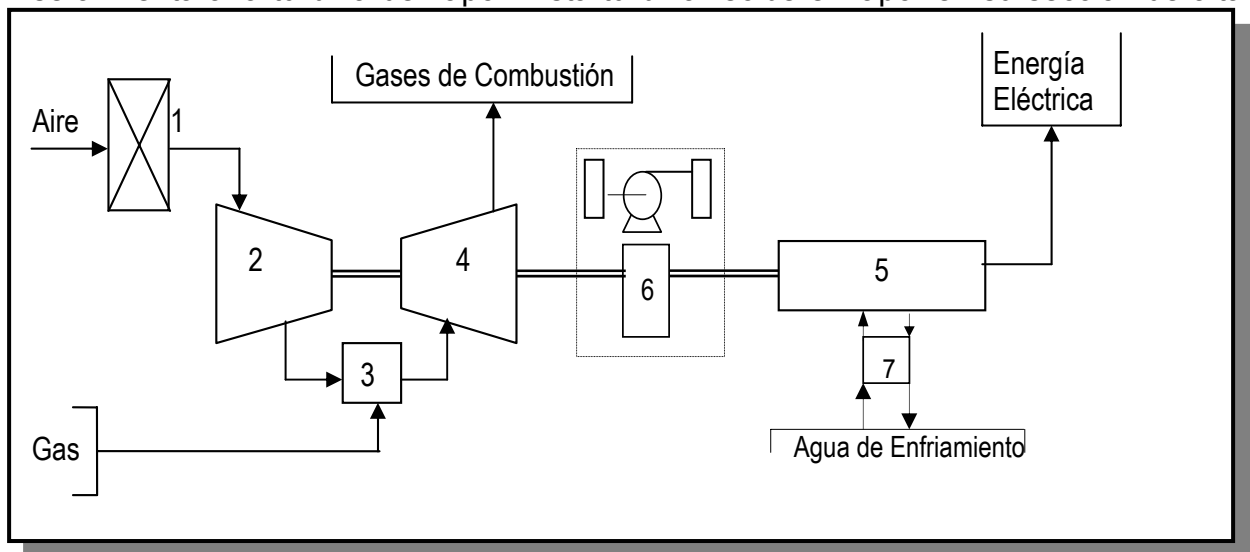 Gases de Combustión
Energía
Eléctrica
Aire
1
2
4
6
5
3
7
Gas
Agua de Enfriamiento